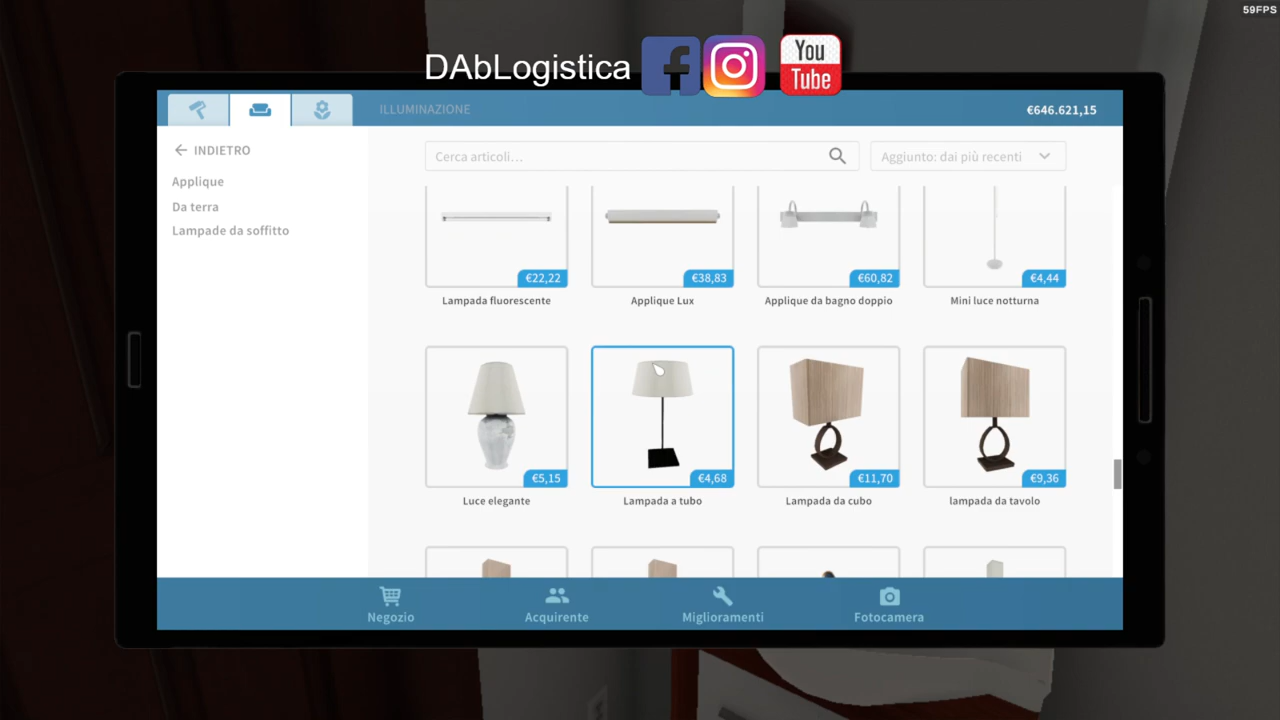 59FPS
DAbLogistica
You
Tube
ILLUMINAZIONE
€646.621,15
INDIETRO
Cerca articoli...
Aggiunto: dai più recenti
Applique
Da terra
Lampade da soffitto
€22,22
€38,83
€60,82
€4,44
Lampada fluorescente
Applique Lux
Applique da bagno doppio
Mini luce notturna
€5,15
€4,68
€11,70
€9,36
Luce elegante
Lampada a tubo
Lampada da cubo
lampada da tavolo
Negozio
Acquirente
Miglioramenti
Fotocamera